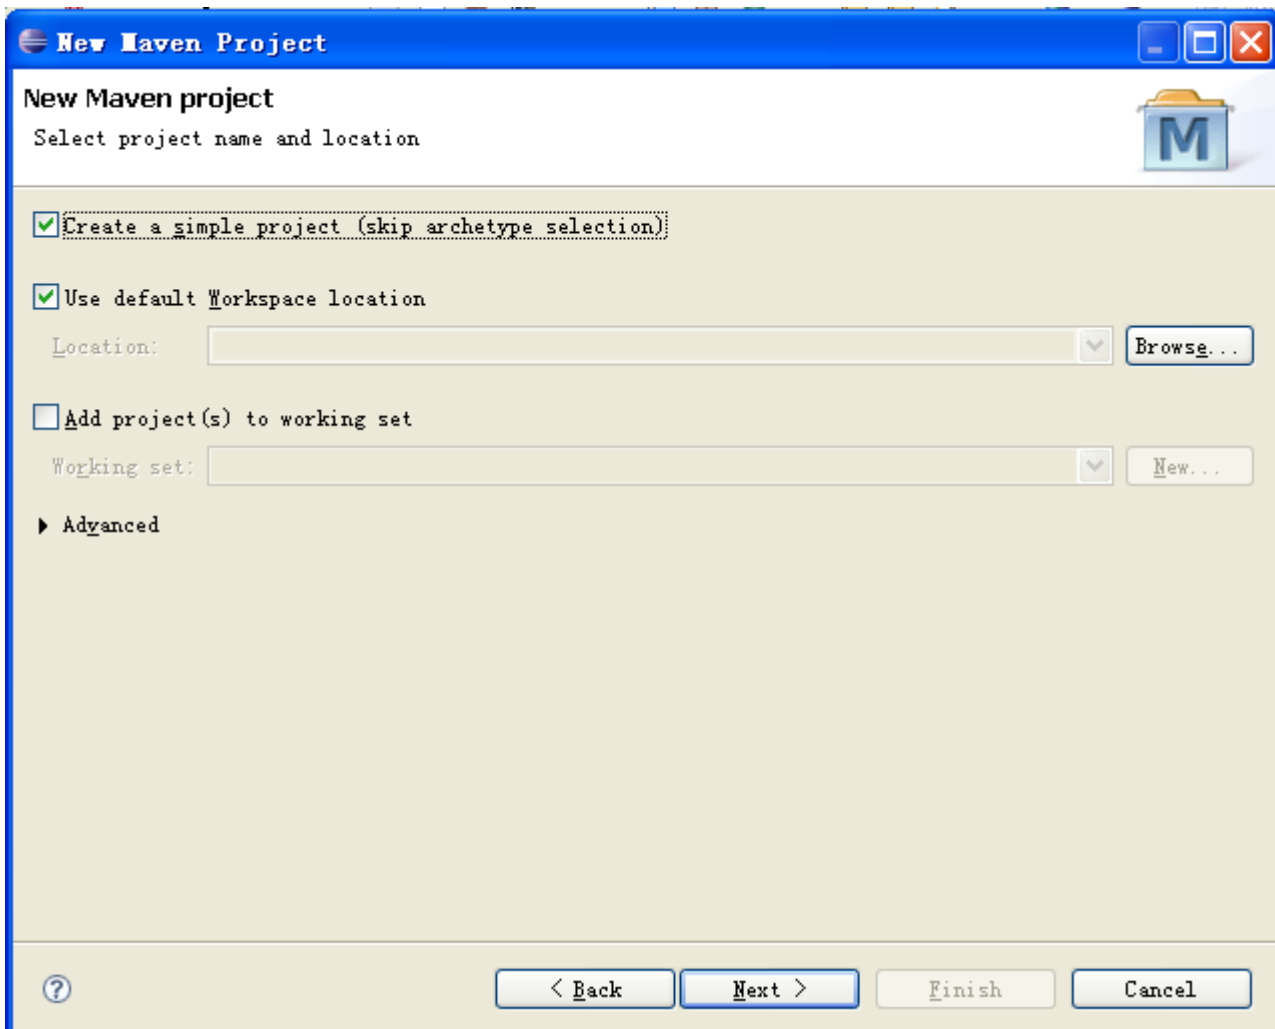 New Maven Project
New Maven project
Select project name and location
M
Create a simple project (skip archetype selection)
Use default Workspace location
Location:
Browse...
Add project(s) to working set
Working set:
New...
Advanced
?
< Back
Next >
Finish
Cancel